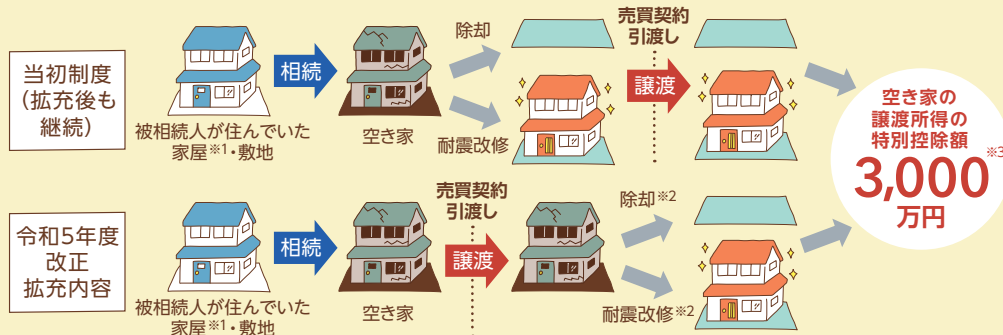 当初制度
（拡充後も
継続）
被相続人が住んでいた
家屋※1・敷地
相続
空き家
除却
耐震改修
売買契約
引渡し
譲渡
令和5年度
改正
拡充内容
被相続人が住んでいた
家屋※1・敷地
相続
空き家
売買契約
引渡し
譲渡
除却※2
耐震改修※2
空き家の
譲渡所得の
特別控除額
3,000※3
万円